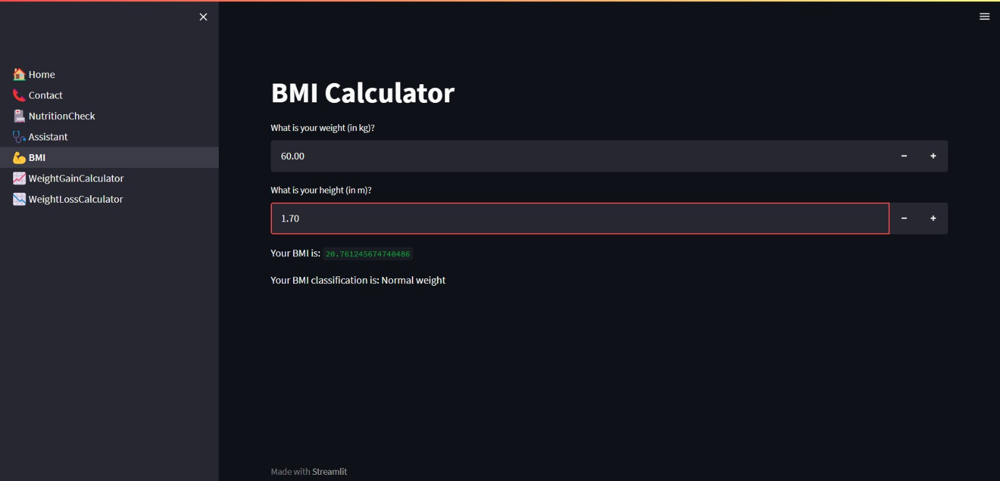 Home
Contact
NutritionCheck
Assistant
BMI
WeightGainCalculator
WeightLossCalculator
BMI Calculator
What is your weight (in kg)?
60.00
What is your height (in m)?
1.70
Your BMI is: 20.761245674740486
Your BMI classification is: Normal weight
Made with Streamlit